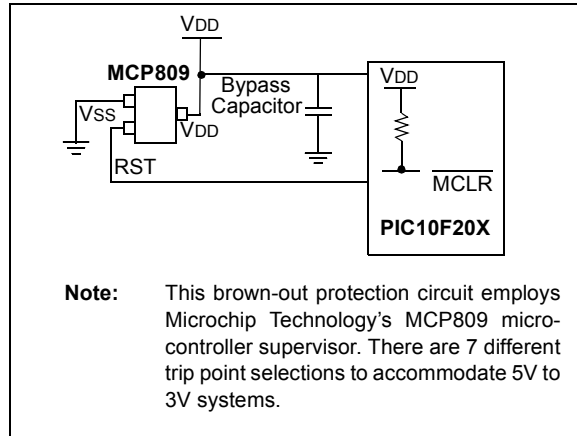 VDD
MCP809
Bypass
Capacitor
VDD
VSS
VDD
RST
MCLR
PIC10F20X
Note: This brown-out protection circuit employs
Microchip Technology's MCP809 micro-
controller supervisor. There are 7 different
trip point selections to accommodate 5V to
3V systems.